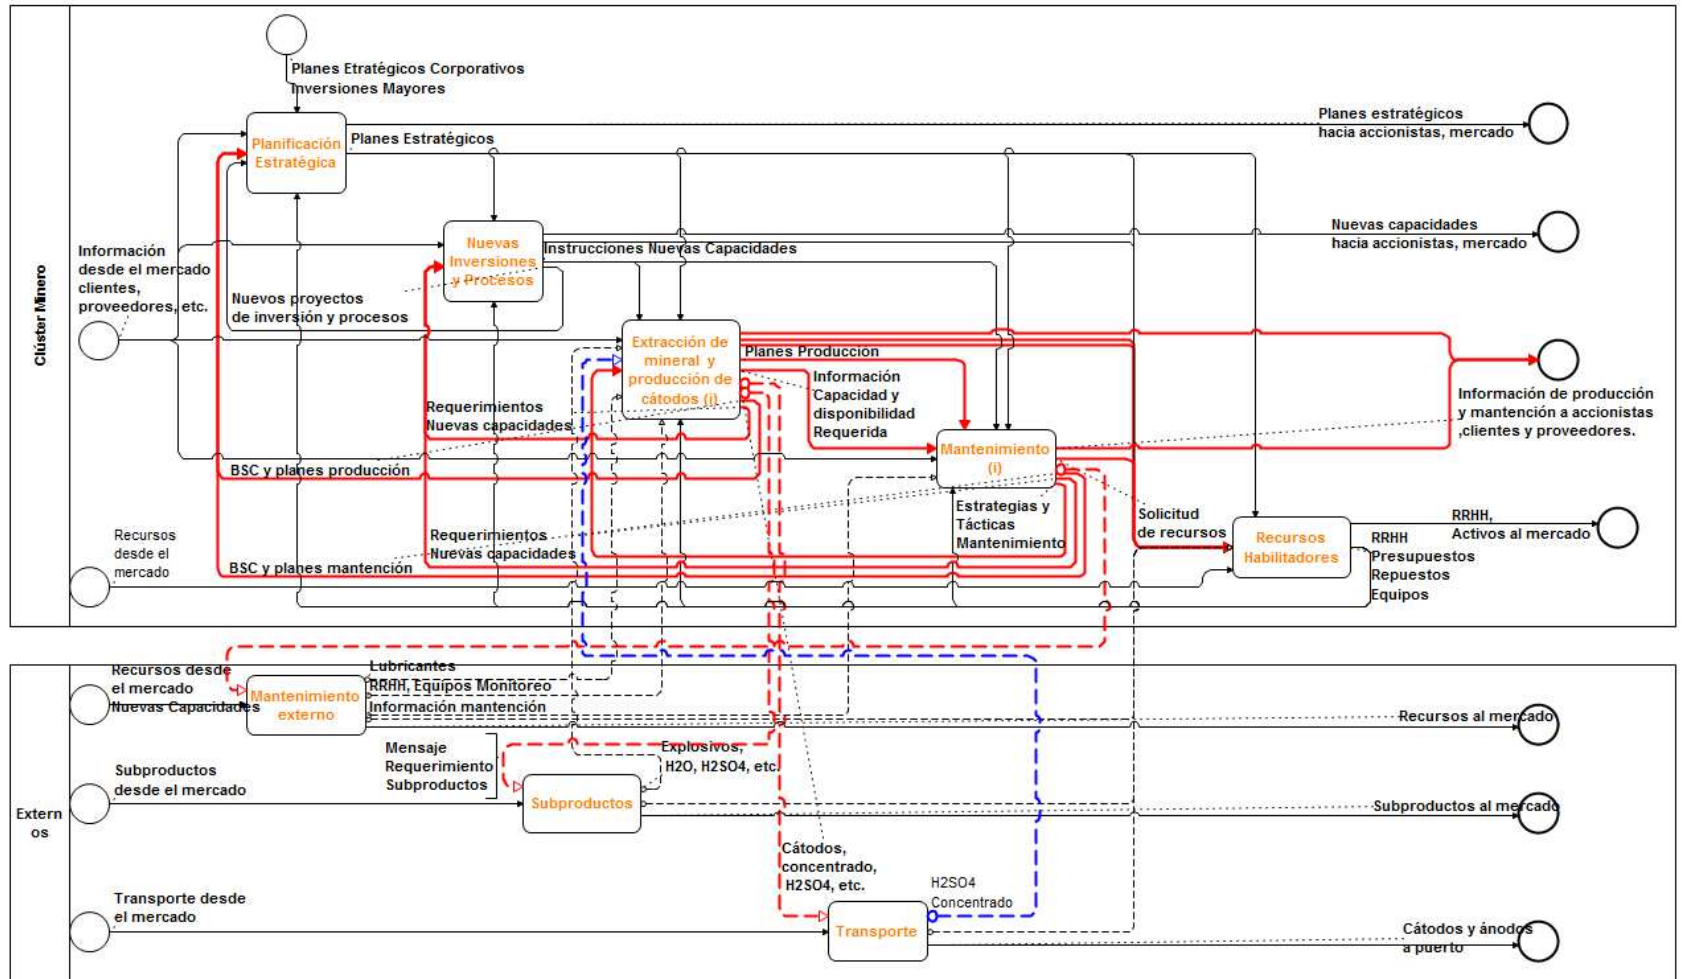 Planes Etratégicos Corporativos
Inversiones Mayores
Planes estratégicos
hacia accionistas, mercado
Planificación
Estratégica
Planes Estratégicos
Nuevas capacidades
hacia accionistas, mercado
Nuevas
Inversiones
y Procesos
Instrucciones Nuevas Capacidades
Información
desde el mercado
clientes,
proveedores, etc.
Nuevos proyectos
de inversión y procesos
Clúster Minero
Extracción de
mineral y
producción de
cátodos (i)
Planes Producción
Información
Capacidad y
disponibilidad
Requerida
Requerimientos
Nuevas capacidades
Información de producción
y mantención a accionistas
,clientes y proveedores.
Mantenimiento
(i)
BSC y planes producción
Estrategias y
Tácticas
Mantenimiento
Solicitud
de recursos
RRHH,
Activos al mercado
Recursos
desde el
mercado
Requerimientos
Nuevas capacidades
BSC y planes mantención
Recursos
Habilitadores
RRHH
Presupuestos
Repuestos
Equipos
Recursos desde
el mercado
Nuevas Capacidades
Mantenimiento
externo
Lubricantes
RRHH, Equipos Monitoreo
Información mantención
Recursos al mercado
Mensaje
Requerimiento
Subproductos
Explosivos,
H2O, H2SO4, etc.
Subproductos
desde el mercado
Subproductos
Subproductos al mercado
Extern
os
Cátodos,
concentrado,
H2SO4, etc.
H2SO4
Concentrado
Transporte desde
el mercado
Transporte
Cátodos y ánodos
a puerto